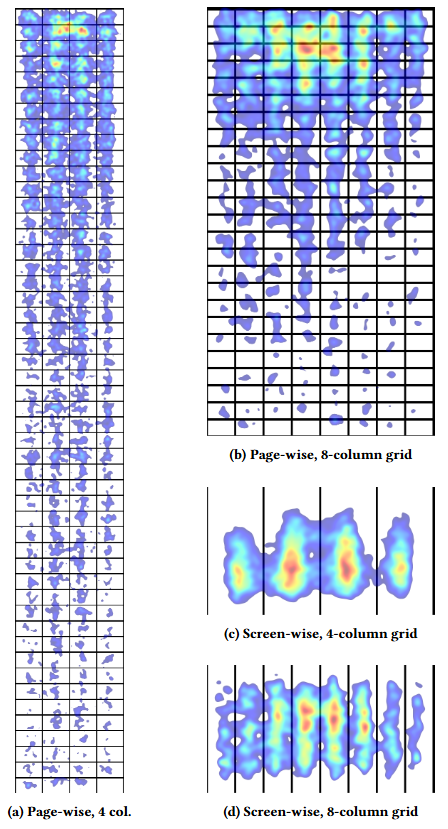 (b) Page-wise, 8-column grid
(c) Screen-wise, 4-column grid
(a) Page-wise, 4 col.
(d) Screen-wise, 8-column grid